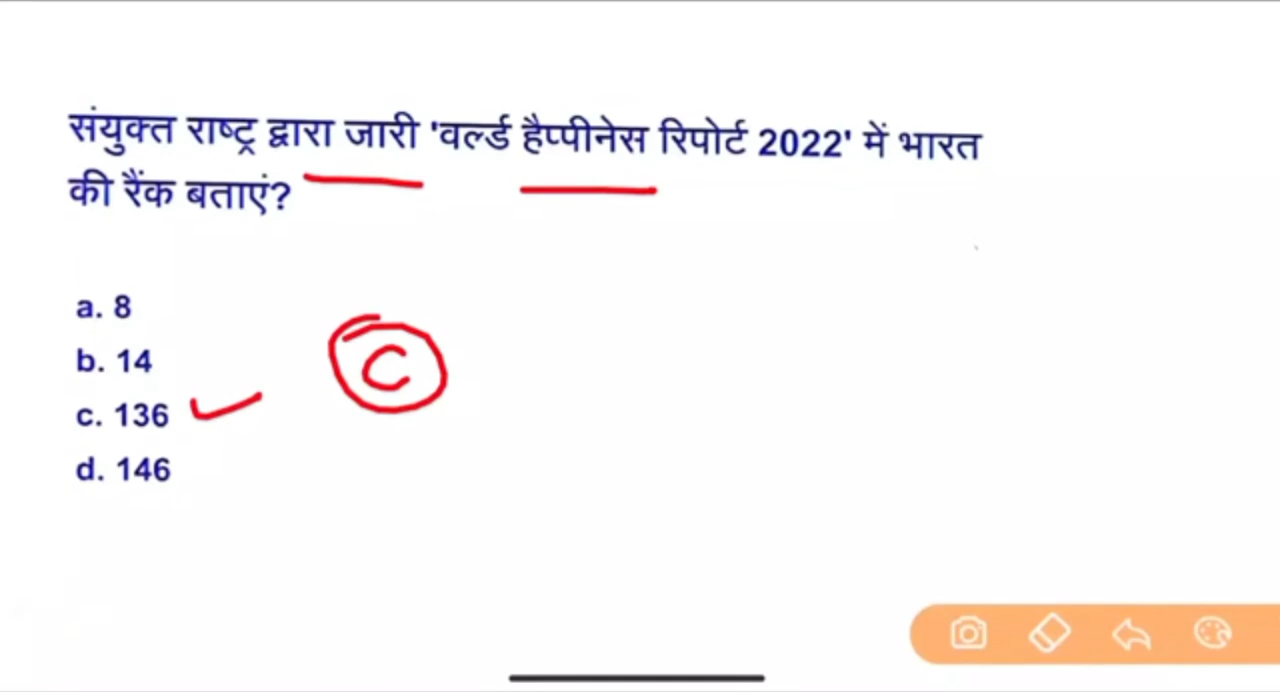 संयुक्त राष्ट्र द्वारा जारी 'वर्ल्ड हैप्पीनेस रिपोर्ट 2022' में भारत
की रैंक बताएं?
a. 8
b. 14
c. 136
C
d. 146